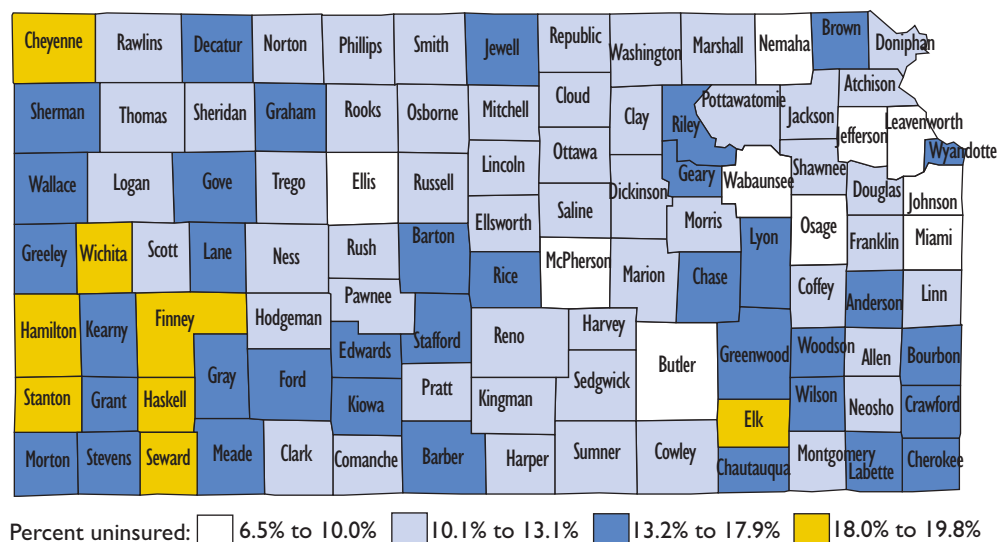 Cheyenne Rawlins Decatur Norton Phillips Smith Jewell Republic Washington Marshall Nemaha Brown Doniphan
Atchison
Sherman Thomas Sheridan Graham Rooks Osborne Mitchell Cloud Clay Riley Pottawatomie Jackson Jefferson Leavenworth
Wyandotte
Wallace Logan Gove Trego Ellis Russell Lincoln Ottawa Dickinson Geary Wabaunsee Shawnee Douglas Johnson
Greeley Wichita Scott Lane Ness Rush Barton Ellsworth Saline Morris Lyon Osage Franklin Miami
Rice McPherson Marion Chase Coffey Anderson Linn
Hamilton Kearny Finney Hodgeman Pawnee Edwards Stafford Reno Harvey Butler Greenwood Woodson Allen Bourbon
Stanton Grant Haskell Gray Ford Kiowa Pratt Kingman Sedgwick Elk Wilson Neosho Crawford
Morton Stevens Seward Meade Clark Comanche Barber Harper Sumner Cowley Chautauqua Montgomery Labette Cherokee
Percent uninsured: 6.5% to 10.0% 10.1% to 13.1% 13.2% to 17.9% 18.0% to 19.8%